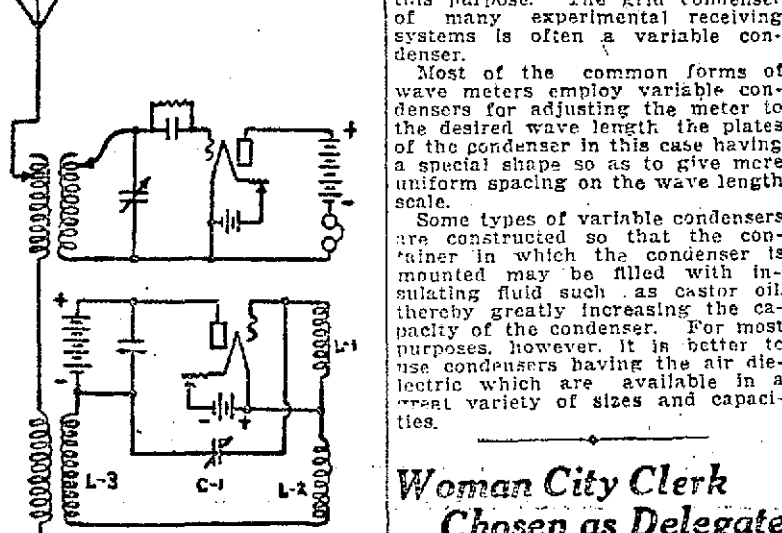 this purpose. The grid condenser
of many experimental receiving
systems is often a variable con-
denser.
Most of the common forms of
wave meters employ variable con-
densers for adjusting the meter to
the desired wave length the plates
of the condenser in this case having
a special shape so as to give more
uniform spacing on the wave length
scale.
Some types of variable condensers
are constructed so that the con-
tainer in which the condenser is
mounted may be filled with in-
sulating fluid such as castor oil,
thereby greatly increasing the ca-
pacity of the condenser. For most
purposes, however, it is better to
use condensers having the air die-
lectric which are available in a
great variety of sizes and capaci-
ties.
Woman City Clerk
Chosen as Delegate
+
-
+
-
L-1
- +
L-3 C-1 L-2